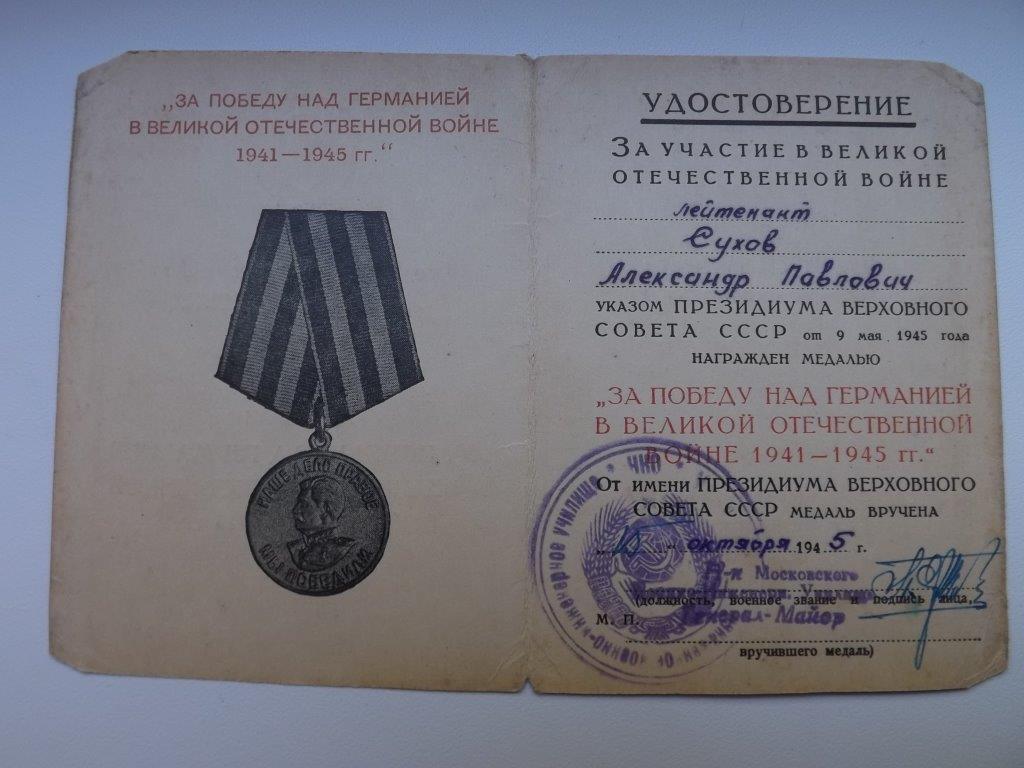 „ЗА ПОБЕДУ НАД ГЕРМАНИЕЙ
В ВЕЛИКОЙ ОТЕЧЕСТВЕННОЙ ВОЙНЕ
1941—1945 гг.“
НАШЕ ДЕЛО ПРАВОЕ
МЫ ПОБЕДИЛИ
УДОСТОВЕРЕНИЕ
ЗА УЧАСТИЕ В ВЕЛИКОЙ
ОТЕЧЕСТВЕННОЙ ВОЙНЕ
лейтенант
Сухов
Александр Павлович
УКАЗОМ ПРЕЗИДИУМА ВЕРХОВНОГО
СОВЕТА СССР от 9 мая 1945 года
НАГРАЖДЕН МЕДАЛЬЮ
„ЗА ПОБЕДУ НАД ГЕРМАНИЕЙ
В ВЕЛИКОЙ ОТЕЧЕСТВЕННОЙ
ВОЙНЕ 1941—1945 гг.“
ОТ ИМЕНИ ПРЕЗИДИУМА ВЕРХОВНОГО
СОВЕТА СССР МЕДАЛЬ ВРУЧЕНА
октября 1945 г.
Н-к Московского
(должность, воинское звание и подпись лица,
М. П. Генерал-Майор
вручившего медаль)